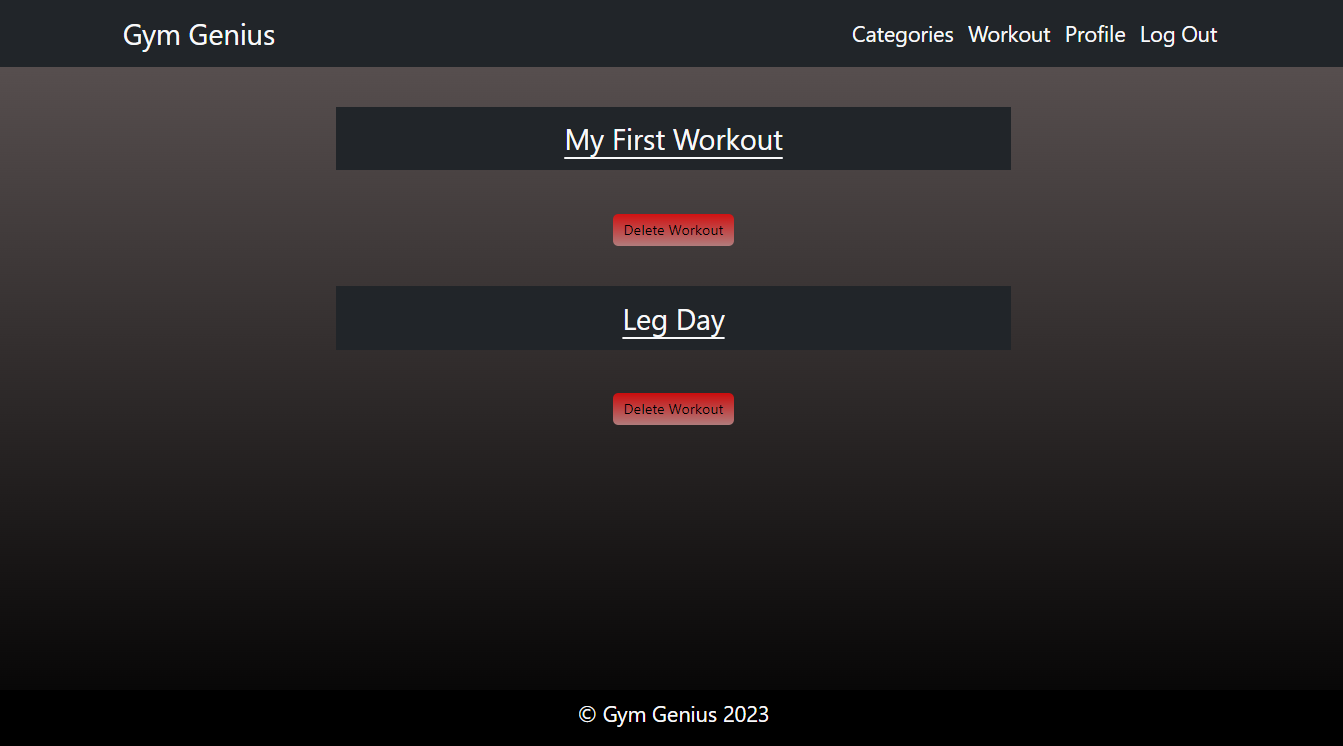 Gym Genius
Categories Workout Profile Log Out
My First Workout
Delete Workout
Leg Day
Delete Workout
© Gym Genius 2023